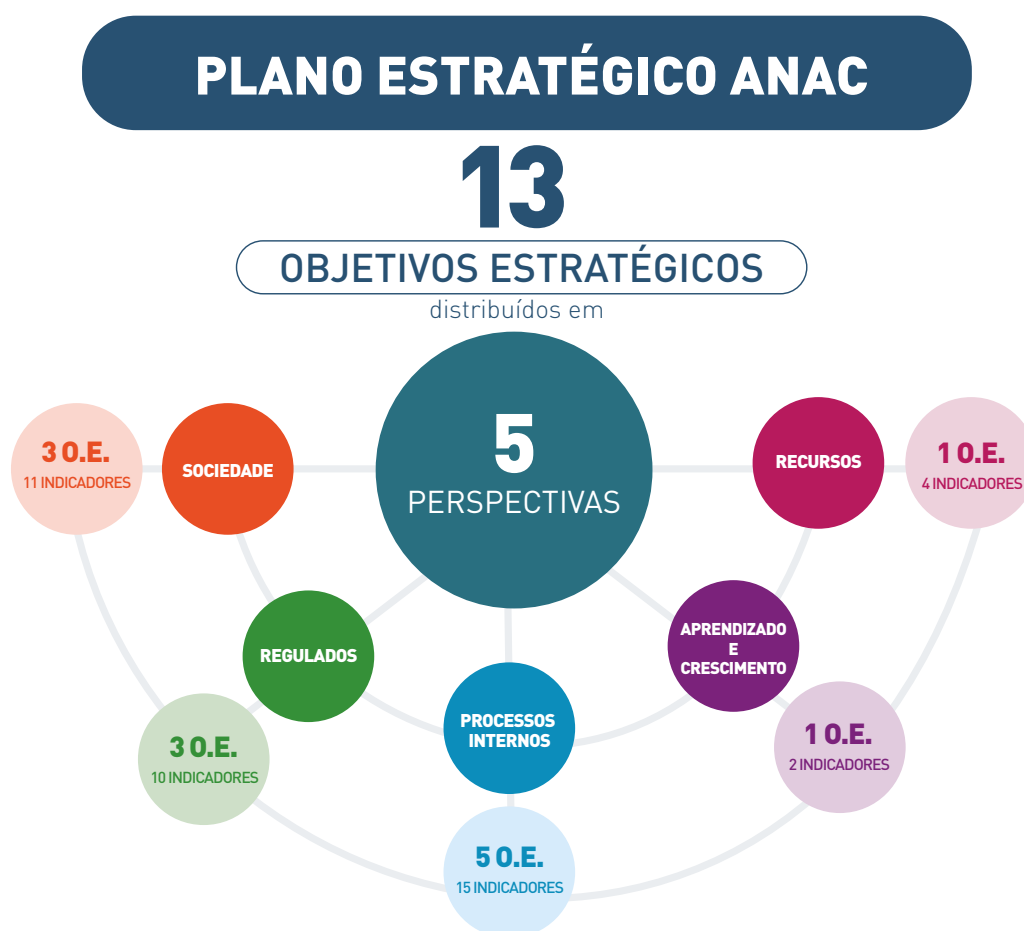 PLANO ESTRATÉGICO ANAC
13
OBJETIVOS ESTRATÉGICOS
distribuídos em
5
PERSPECTIVAS
3 O.E.
11 INDICADORES
SOCIEDADE
RECURSOS
1 O.E.
4 INDICADORES
REGULADOS
3 O.E.
10 INDICADORES
PROCESSOS
INTERNOS
5 O.E.
15 INDICADORES
APRENDIZADO
E
CRESCIMENTO
1 O.E.
2 INDICADORES